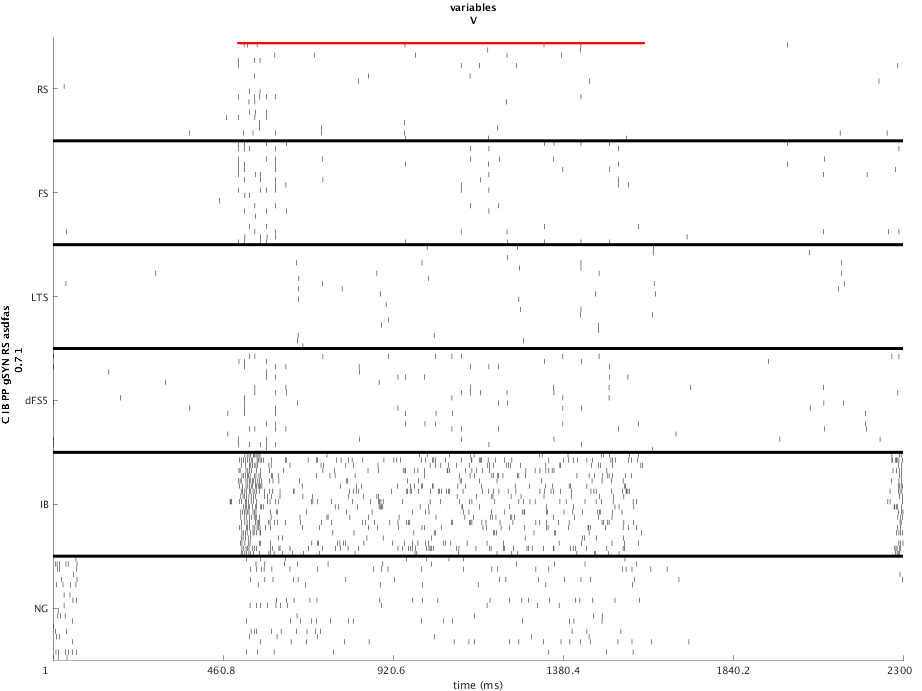 variables
V
RS
FS
LTS
dFS5
IB
NG
C IB PP gSYN RS asdfas
0.7 1
1
460.8
920.6
1380.4
1840.2
2300
time (ms)